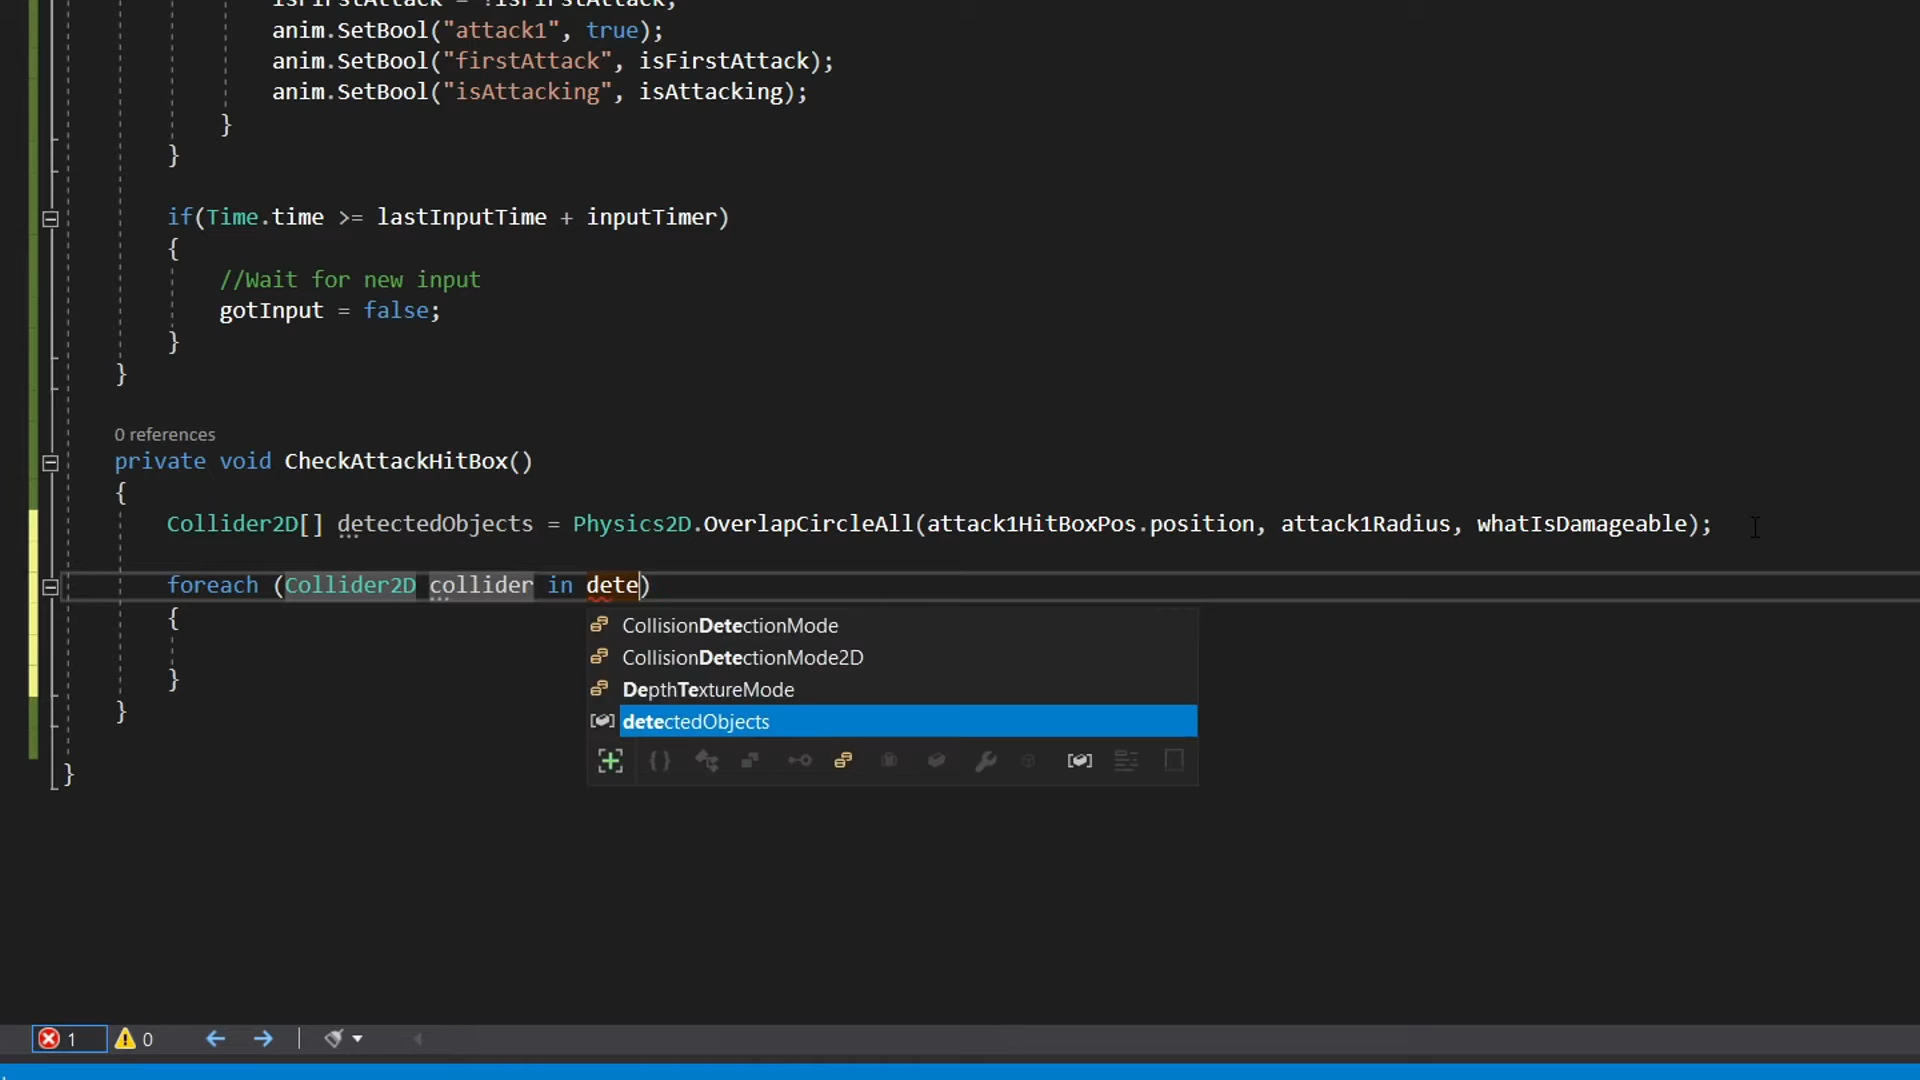 isFirstAttack = !isFirstAttack;
anim.SetBool("attack1", true);
anim.SetBool("firstAttack", isFirstAttack);
anim.SetBool("isAttacking", isAttacking);
}
}
if(Time.time >= lastInputTime + inputTimer)
{
//Wait for new input
gotInput = false;
}
}
0 references
private void CheckAttackHitBox()
{
Collider2D[] detectedObjects = Physics2D.OverlapCircleAll(attack1HitBoxPos.position, attack1Radius, whatIsDamageable);
foreach (Collider2D collider in dete)
{
CollisionDetectionMode
CollisionDetectionMode2D
DepthTextureMode
detectedObjects
}
}
}
1 0